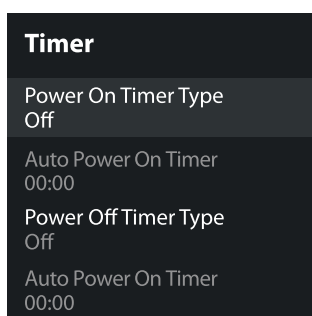 Timer
Power On Timer Type
Off
Auto Power On Timer
00:00
Power Off Timer Type
Off
Auto Power On Timer
00:00